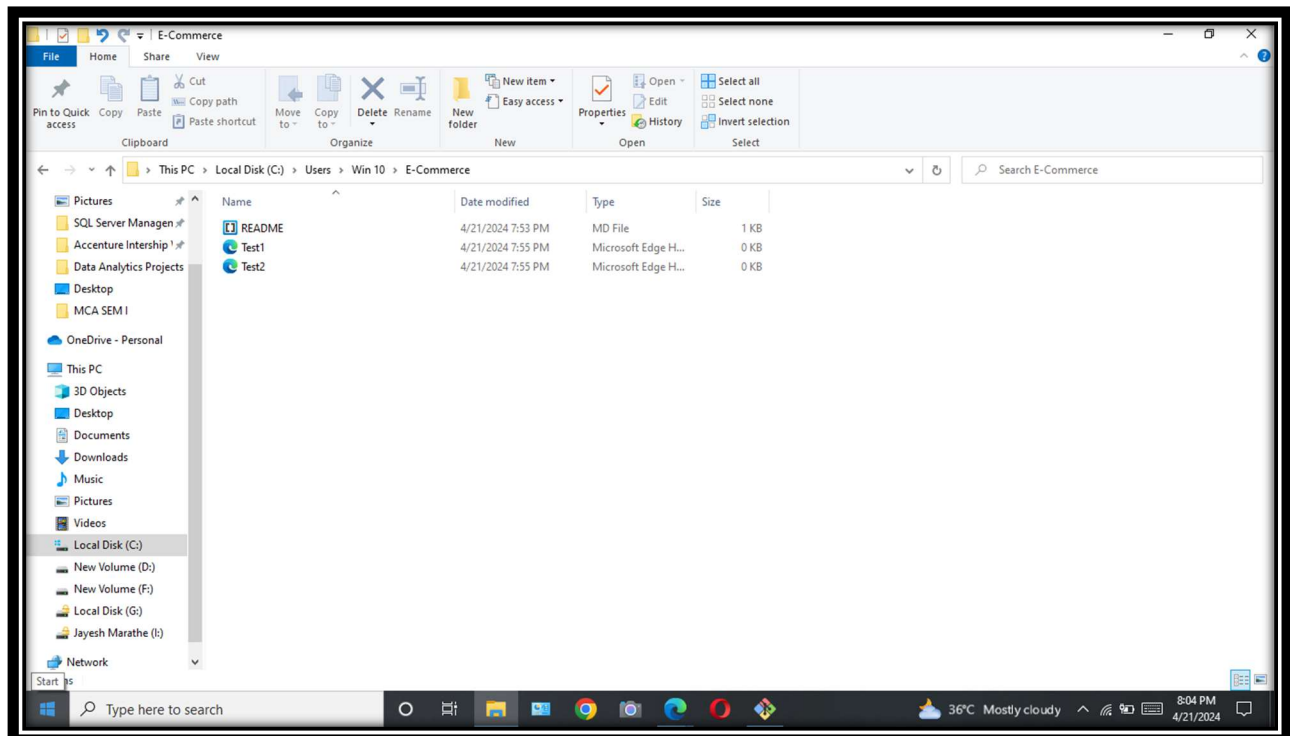 E-Commerce
File Home Share View
Pin to Quick access
Copy
Paste
Cut
Copy path
Paste shortcut
Clipboard
Move to
Copy to
Delete
Rename
Organize
New folder
New item
Easy access
New
Properties
Open
Edit
History
Open
Select all
Select none
Invert selection
Select
This PC > Local Disk (C:) > Users > Win 10 > E-Commerce
Search E-Commerce
Pictures
SQL Server Managen
Accenture Intership
Data Analytics Projects
Desktop
MCA SEM I
OneDrive - Personal
This PC
3D Objects
Desktop
Documents
Downloads
Music
Pictures
Videos
Local Disk (C:)
New Volume (D:)
New Volume (F:)
Local Disk (G:)
Jayesh Marathe (I:)
Network
Name Date modified Type Size
README 4/21/2024 7:53 PM MD File 1 KB
Test1 4/21/2024 7:55 PM Microsoft Edge H... 0 KB
Test2 4/21/2024 7:55 PM Microsoft Edge H... 0 KB
Start
Type here to search
36°C Mostly cloudy
8:04 PM
4/21/2024